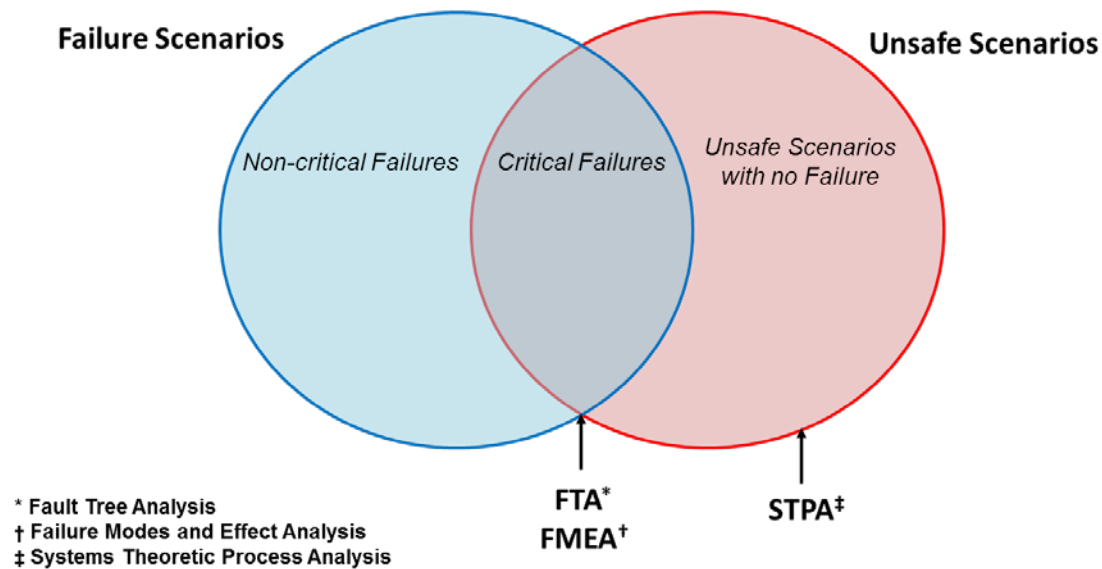 Failure Scenarios
Unsafe Scenarios
Non-critical Failures
Critical Failures
Unsafe Scenarios
with no Failure
FTA*
FMEA†
STPA‡
* Fault Tree Analysis
† Failure Modes and Effect Analysis
‡ Systems Theoretic Process Analysis